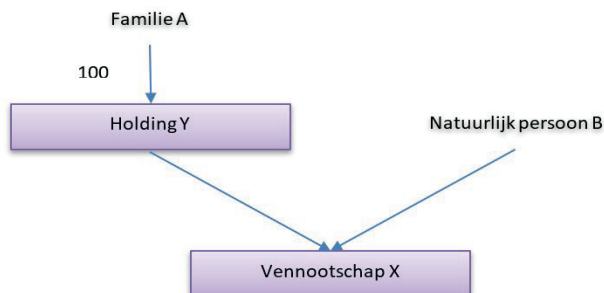 Familie A
100
Holding Y
Natuurlijk persoon B
Vennootschap X